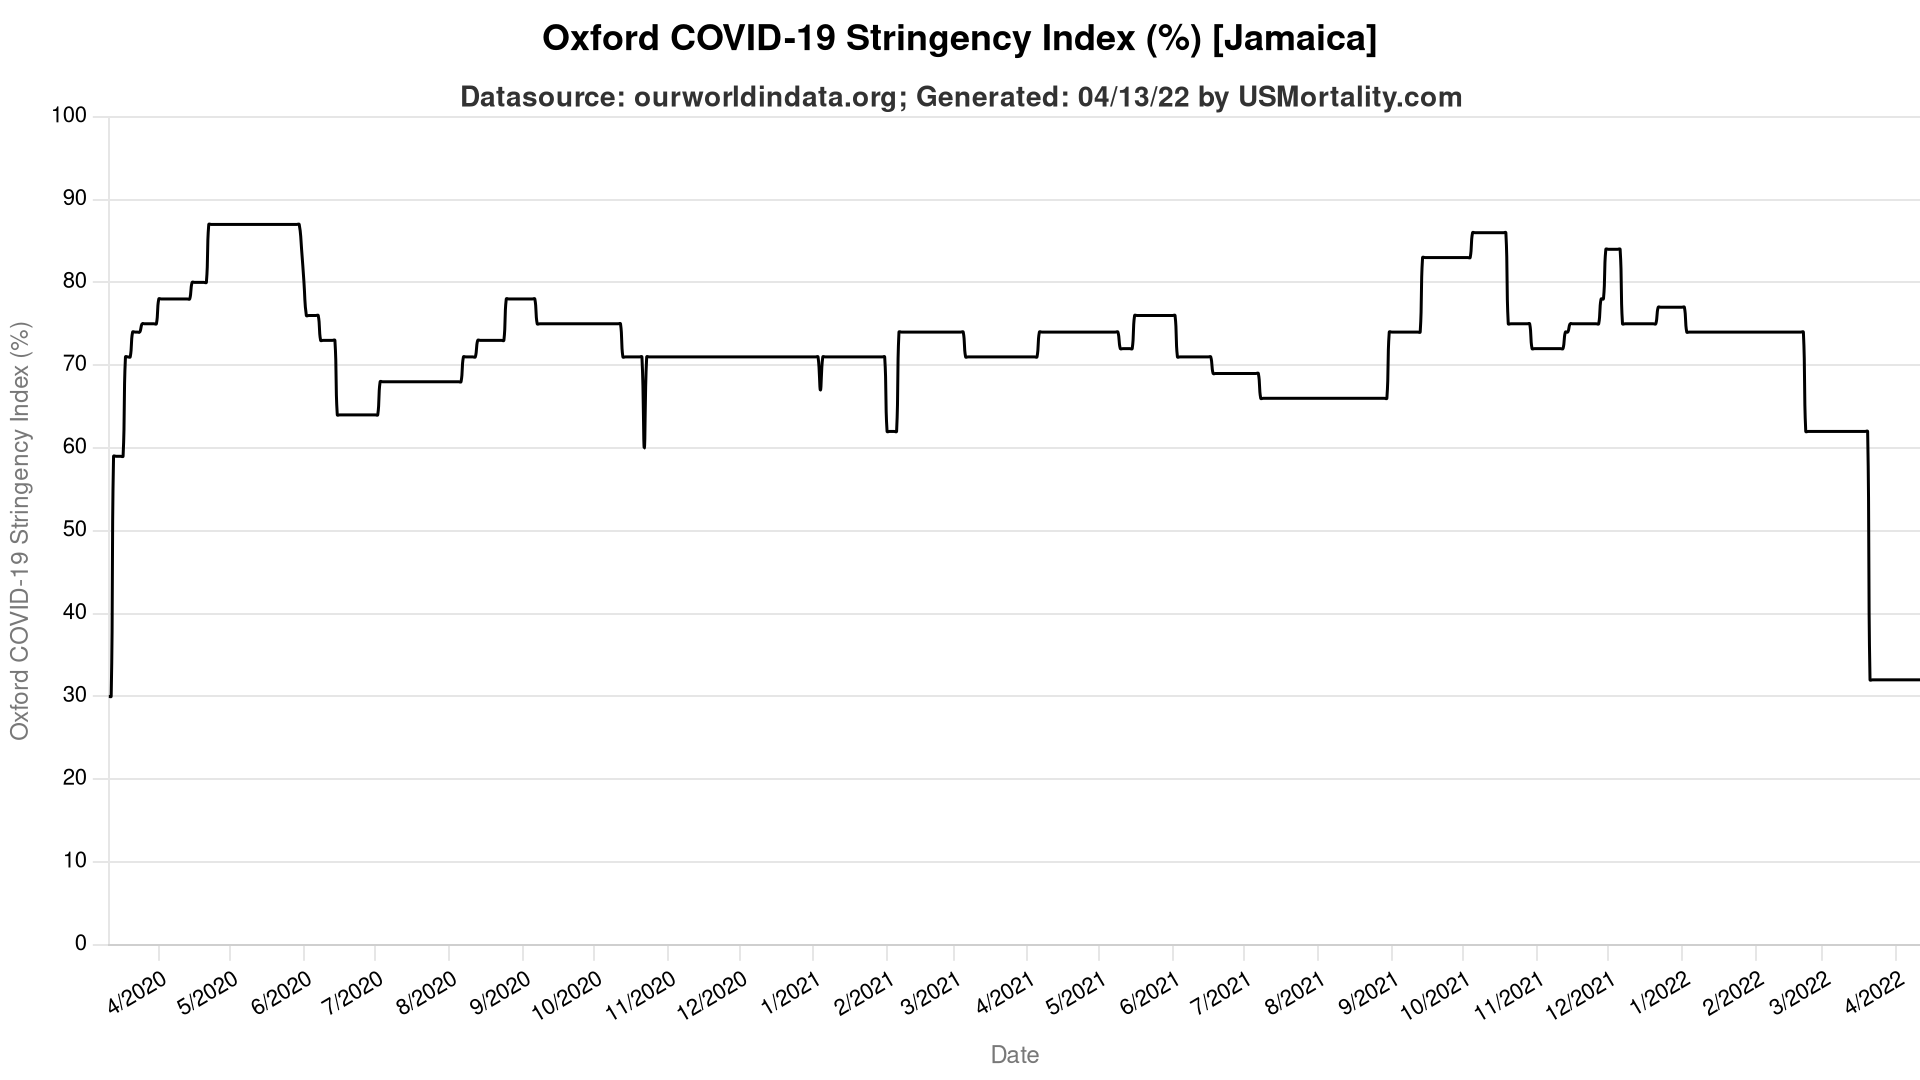 Oxford COVID-19 Stringency Index (%) [Jamaica]
Datasource: ourworldindata.org; Generated: 04/13/22 by USMortality.com
Oxford COVID-19 Stringency Index (%)
100
90
80
70
60
50
40
30
20
10
0
4/2020 5/2020 6/2020 7/2020 8/2020 9/2020 10/2020 11/2020 12/2020 1/2021 2/2021 3/2021 4/2021 5/2021 6/2021 7/2021 8/2021 9/2021 10/2021 11/2021 12/2021 1/2022 2/2022 3/2022 4/2022
Date